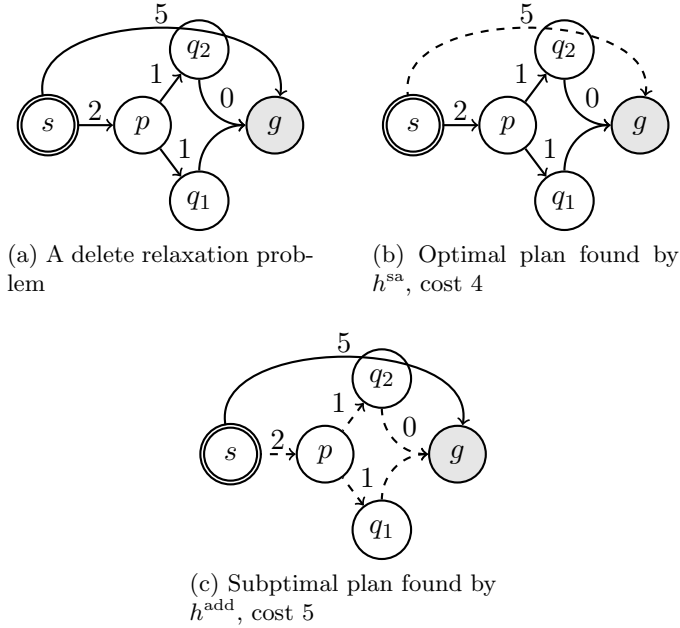 5
q₂
1
2
0
s
p
g
1
q₁
(a) A delete relaxation prob-
lem
5
q₂
1
2
0
s
p
g
1
q₁
(b) Optimal plan found by
hˢᵃ, cost 4
5
q₂
1
2
0
s
p
g
1
q₁
(c) Subptimal plan found by
hᵃᵈᵈ, cost 5